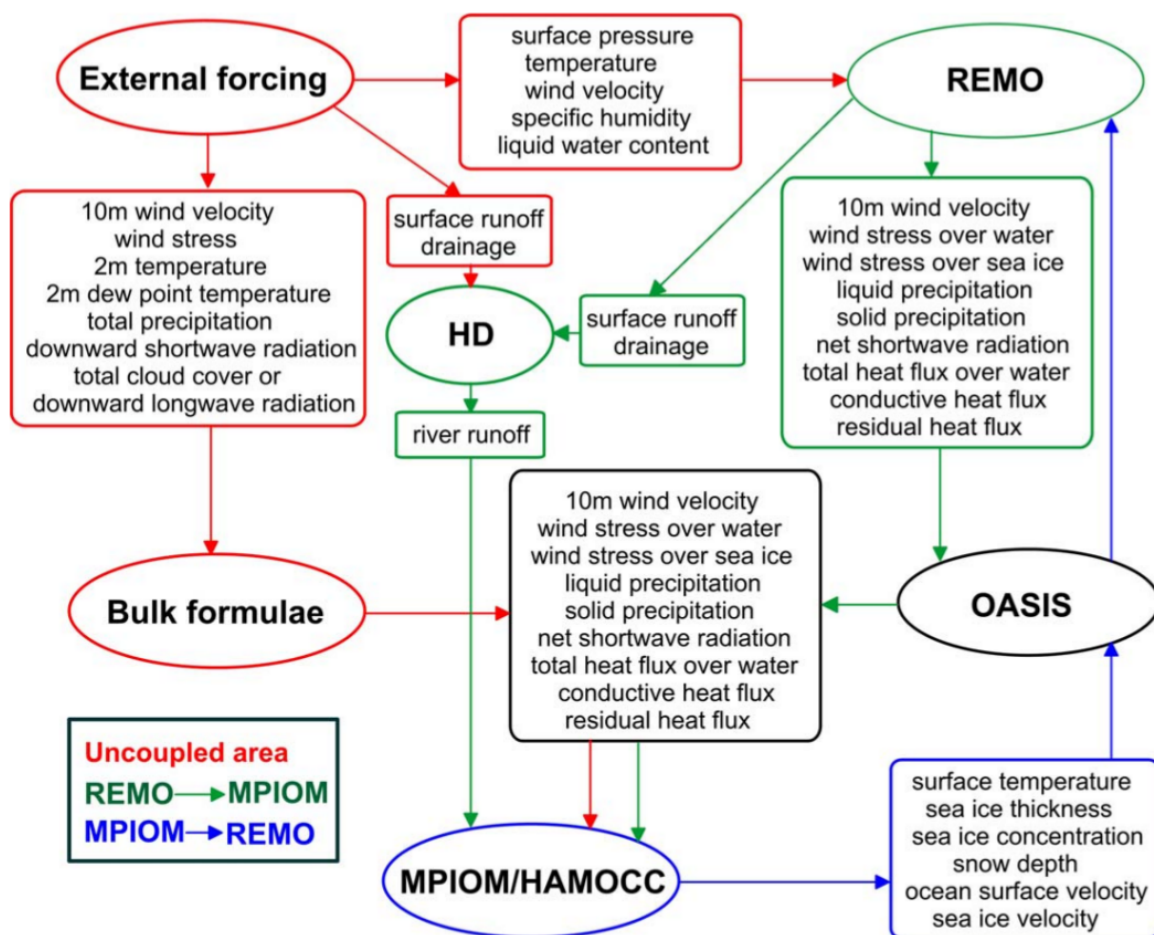 External forcing
surface pressure
temperature
wind velocity
specific humidity
liquid water content
REMO
10m wind velocity
wind stress
2m temperature
2m dew point temperature
total precipitation
downward shortwave radiation
total cloud cover or
downward longwave radiation
surface runoff
drainage
HD
surface runoff
drainage
10m wind velocity
wind stress over water
wind stress over sea ice
liquid precipitation
solid precipitation
net shortwave radiation
total heat flux over water
conductive heat flux
residual heat flux
river runoff
Bulk formulae
10m wind velocity
wind stress over water
wind stress over sea ice
liquid precipitation
solid precipitation
net shortwave radiation
total heat flux over water
conductive heat flux
residual heat flux
OASIS
Uncoupled area
REMO MPIOM
MPIOM REMO
MPIOM/HAMOCC
surface temperature
sea ice thickness
sea ice concentration
snow depth
ocean surface velocity
sea ice velocity